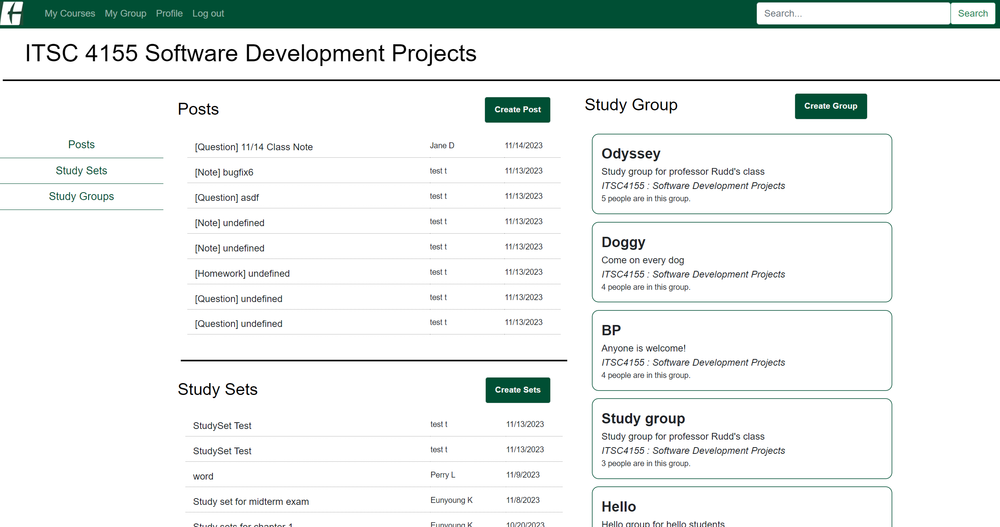 My Courses My Group Profile Log out Search... Search
ITSC 4155 Software Development Projects
Posts
Study Sets
Study Groups
Posts Create Post
[Question] 11/14 Class Note Jane D 11/14/2023
[Note] bugfix6 test t 11/13/2023
[Question] asdf test t 11/13/2023
[Note] undefined test t 11/13/2023
[Note] undefined test t 11/13/2023
[Homework] undefined test t 11/13/2023
[Question] undefined test t 11/13/2023
[Question] undefined test t 11/13/2023
Study Sets Create Sets
StudySet Test test t 11/13/2023
StudySet Test test t 11/13/2023
word Perry L 11/9/2023
Study set for midterm exam Eunyoung K 11/8/2023
Study sets for chapter 1 Eunyoung K 10/20/2023
Study Group Create Group
Odyssey
Study group for professor Rudd's class
ITSC4155 : Software Development Projects
5 people are in this group.
Doggy
Come on every dog
ITSC4155 : Software Development Projects
4 people are in this group.
BP
Anyone is welcome!
ITSC4155 : Software Development Projects
4 people are in this group.
Study group
Study group for professor Rudd's class
ITSC4155 : Software Development Projects
3 people are in this group.
Hello
Hello group for hello students